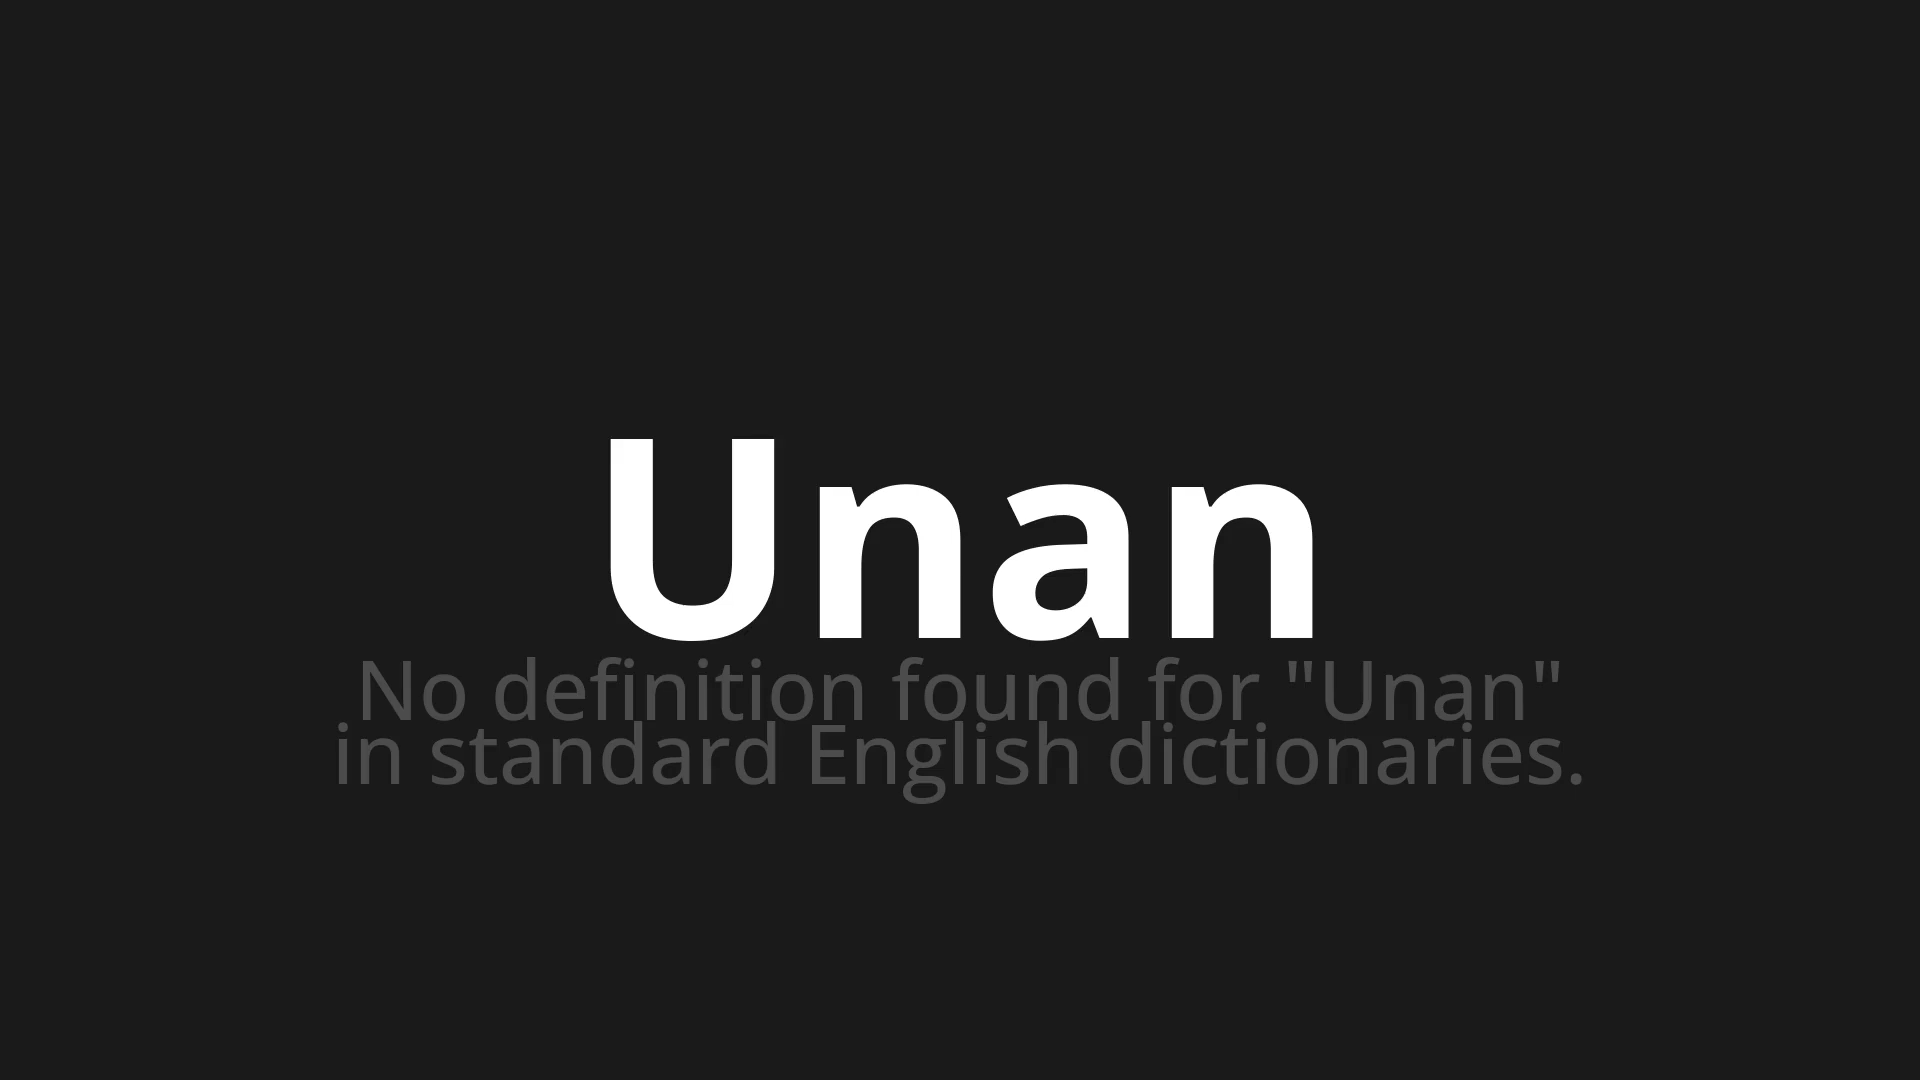 Unan
No definition found for "Unan"
in standard English dictionaries.